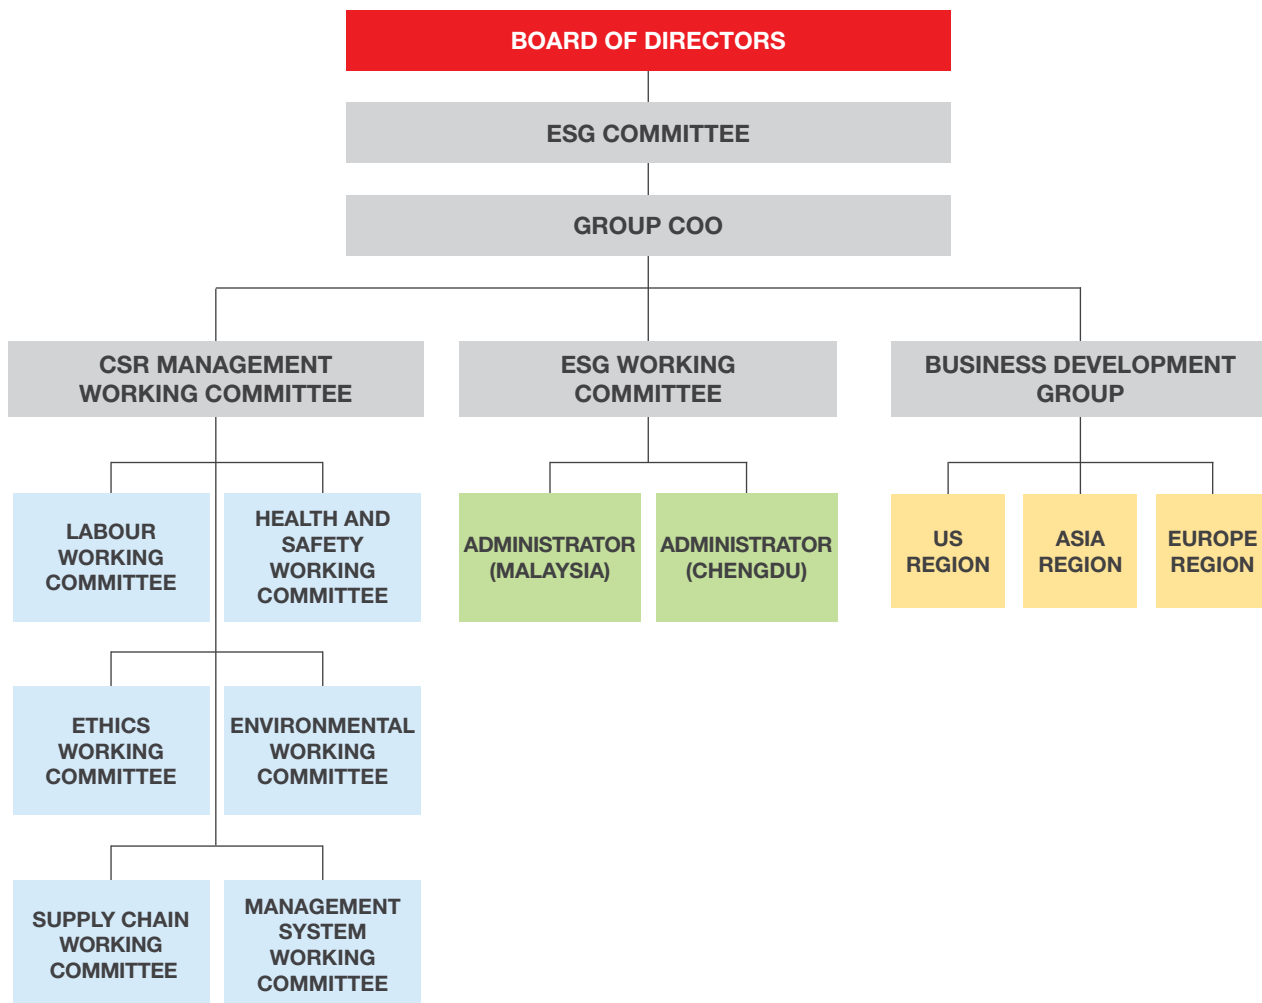 BOARD OF DIRECTORS
ESG COMMITTEE
GROUP COO
CSR MANAGEMENT
WORKING COMMITTEE
ESG WORKING
COMMITTEE
BUSINESS DEVELOPMENT
GROUP
LABOUR
WORKING
COMMITTEE
HEALTH AND
SAFETY
WORKING
COMMITTEE
ADMINISTRATOR
(MALAYSIA)
ADMINISTRATOR
(CHENGDU)
US
REGION
ASIA
REGION
EUROPE
REGION
ETHICS
WORKING
COMMITTEE
ENVIRONMENTAL
WORKING
COMMITTEE
SUPPLY CHAIN
WORKING
COMMITTEE
MANAGEMENT
SYSTEM
WORKING
COMMITTEE